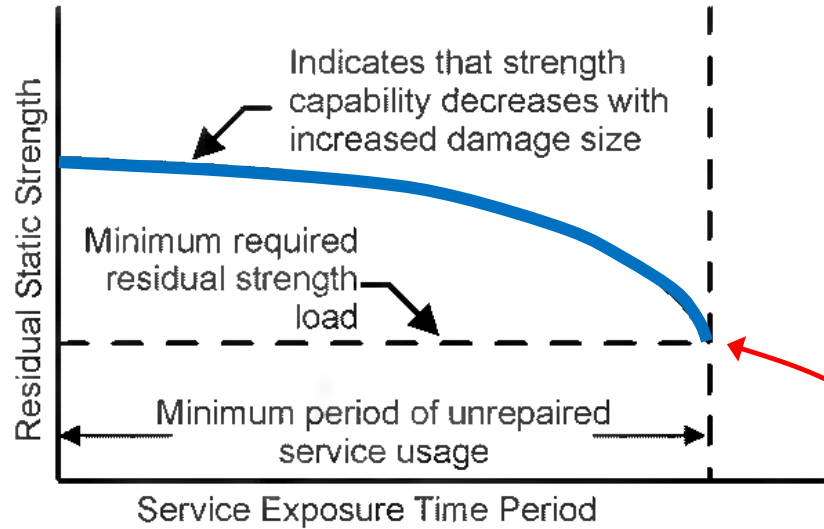 Indicates that strength
capability decreases with
increased damage size
Residual Static Strength
Minimum required
residual strength
load
Minimum period of unrepaired
service usage
Service Exposure Time Period